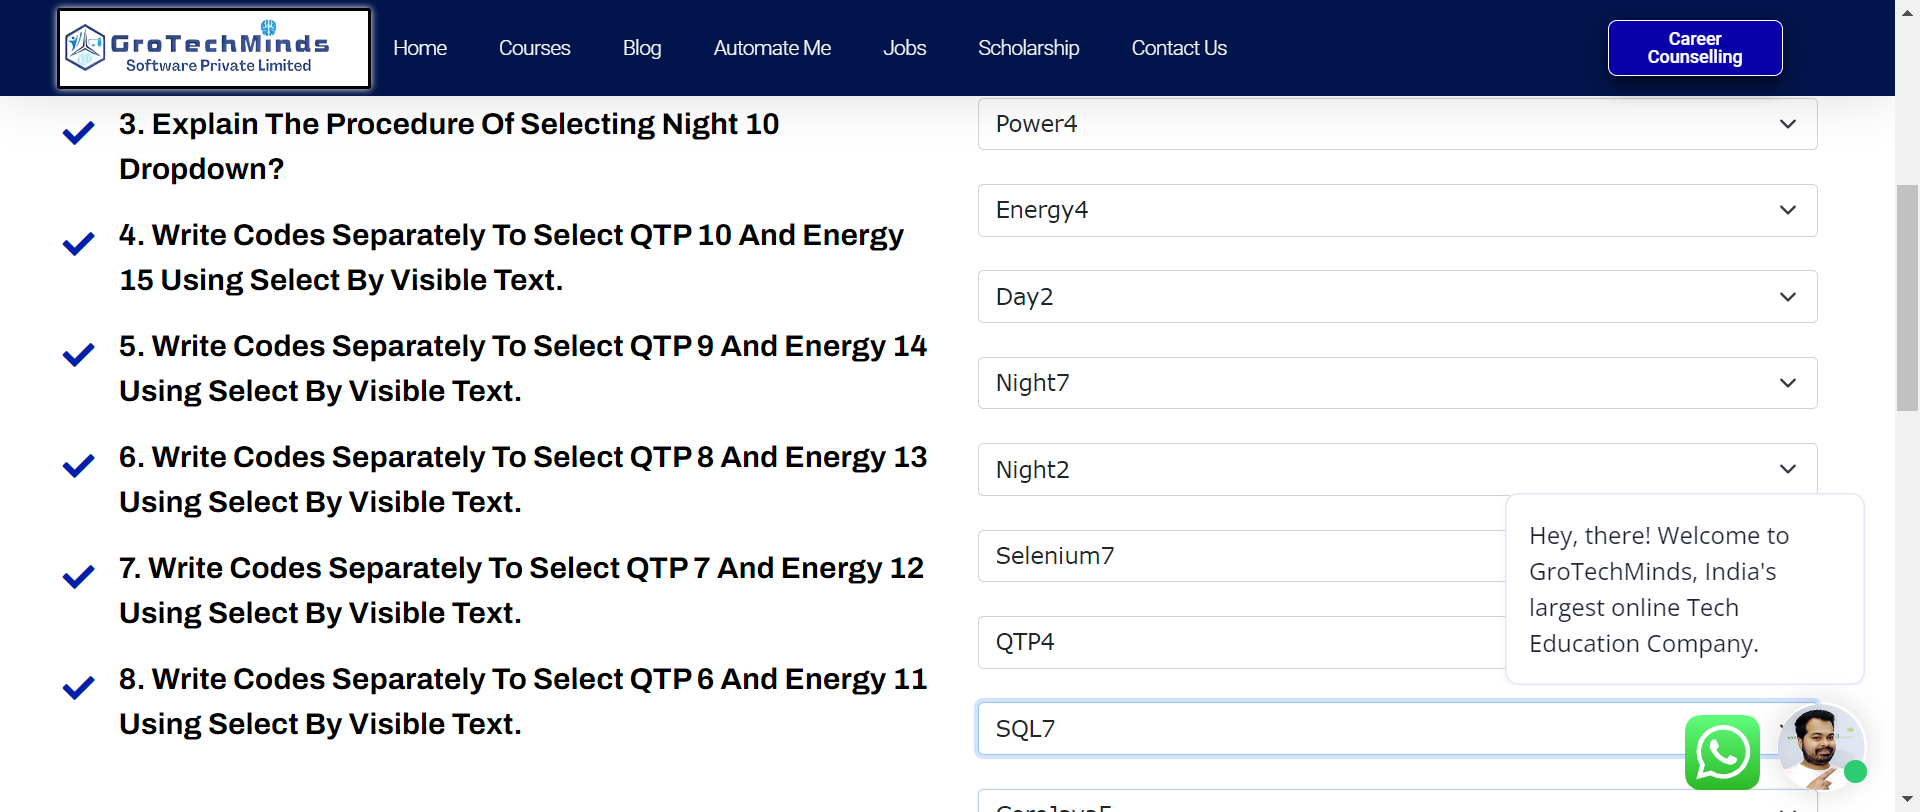 GroTechMinds
Software Private Limited
Home
Courses
Blog
Automate Me
Jobs
Scholarship
Contact Us
Career
Counselling
3. Explain The Procedure Of Selecting Night 10
Dropdown?
4. Write Codes Separately To Select QTP 10 And Energy
15 Using Select By Visible Text.
5. Write Codes Separately To Select QTP 9 And Energy 14
Using Select By Visible Text.
6. Write Codes Separately To Select QTP 8 And Energy 13
Using Select By Visible Text.
7. Write Codes Separately To Select QTP 7 And Energy 12
Using Select By Visible Text.
8. Write Codes Separately To Select QTP 6 And Energy 11
Using Select By Visible Text.
Power4
Energy4
Day2
Night7
Night2
Selenium7
QTP4
SQL7
Hey, there! Welcome to
GroTechMinds, India's
largest online Tech
Education Company.